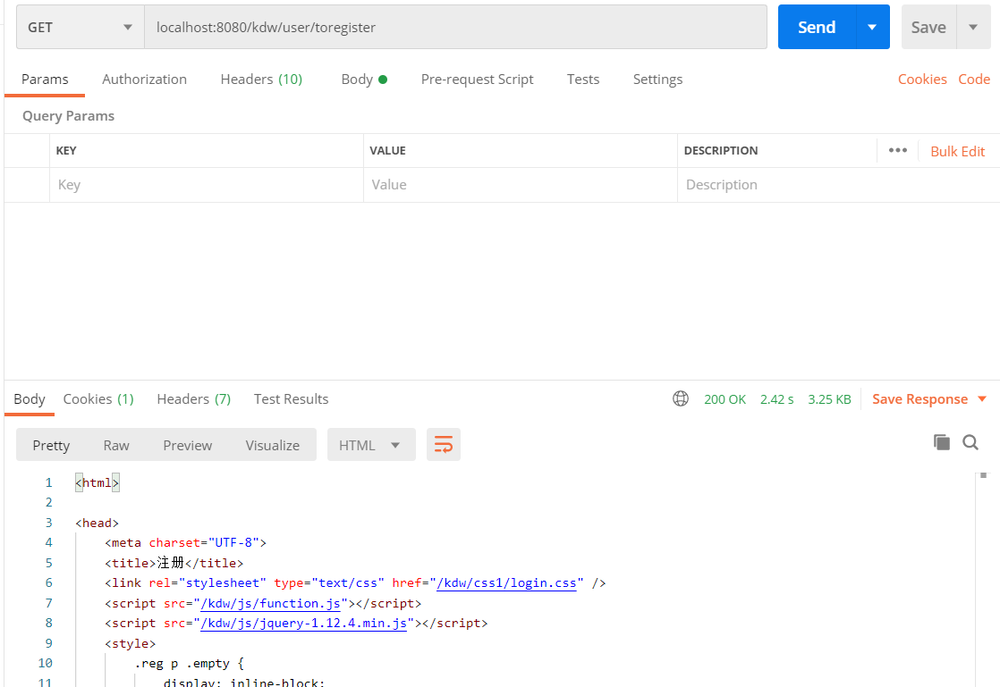 GET localhost:8080/kdw/user/toregister Send Save
Params Authorization Headers (10) Body Pre-request Script Tests Settings Cookies Code
Query Params
KEY VALUE DESCRIPTION ••• Bulk Edit
Key Value Description
Body Cookies (1) Headers (7) Test Results 200 OK 2.42 s 3.25 KB Save Response
Pretty Raw Preview Visualize HTML
1 <html>
2
3 <head>
4 <meta charset="UTF-8">
5 <title>注册</title>
6 <link rel="stylesheet" type="text/css" href="/kdw/css1/login.css" />
7 <script src="/kdw/js/function.js"></script>
8 <script src="/kdw/js/jquery-1.12.4.min.js"></script>
9 <style>
10 .reg p .empty {
11 display: inline-block;